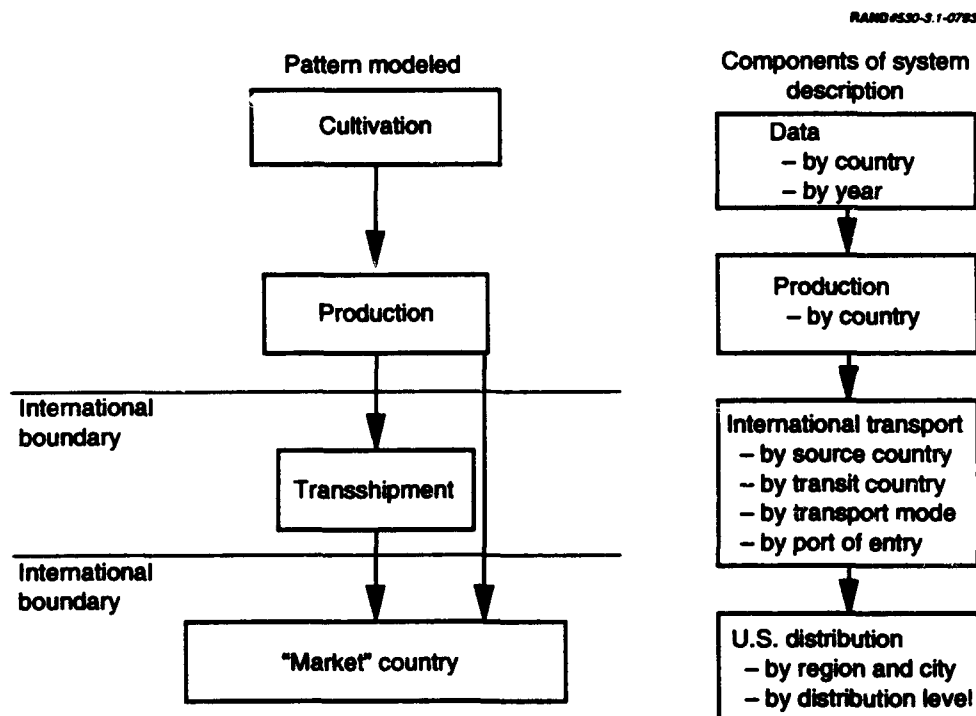 RAND#530-3.1-0793
Pattern modeled
Cultivation
Production
International
boundary
Transshipment
International
boundary
"Market" country
Components of system
description
Data
– by country
– by year
Production
– by country
International transport
– by source country
– by transit country
– by transport mode
– by port of entry
U.S. distribution
– by region and city
– by distribution level